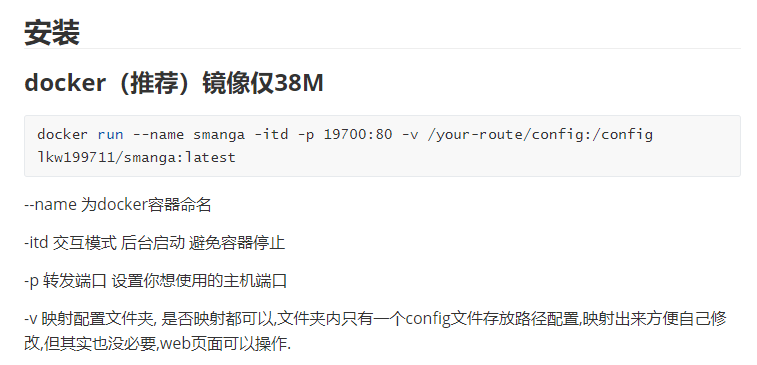 安装
docker（推荐）镜像仅38M
docker run --name smanga -itd -p 19700:80 -v /your-route/config:/config
lkw199711/smanga:latest
--name 为docker容器命名
-itd 交互模式 后台启动 避免容器停止
-p 转发端口 设置你想使用的主机端口
-v 映射配置文件夹, 是否映射都可以,文件夹内只有一个config文件存放路径配置,映射出来方便自己修
改,但其实也没必要,web页面可以操作.